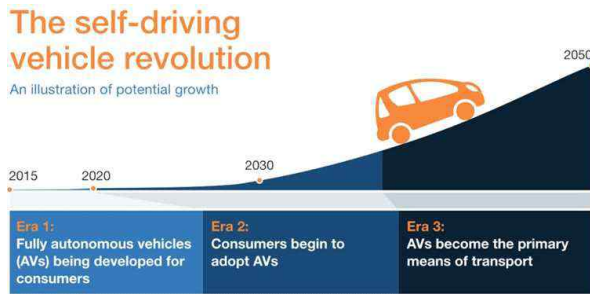 The self-driving
vehicle revolution
An illustration of potential growth
2050
2030
2015
2020
Era 1:
Fully autonomous vehicles
(AVs) being developed for
consumers
Era 2:
Consumers begin to
adopt AVs
Era 3:
AVs become the primary
means of transport